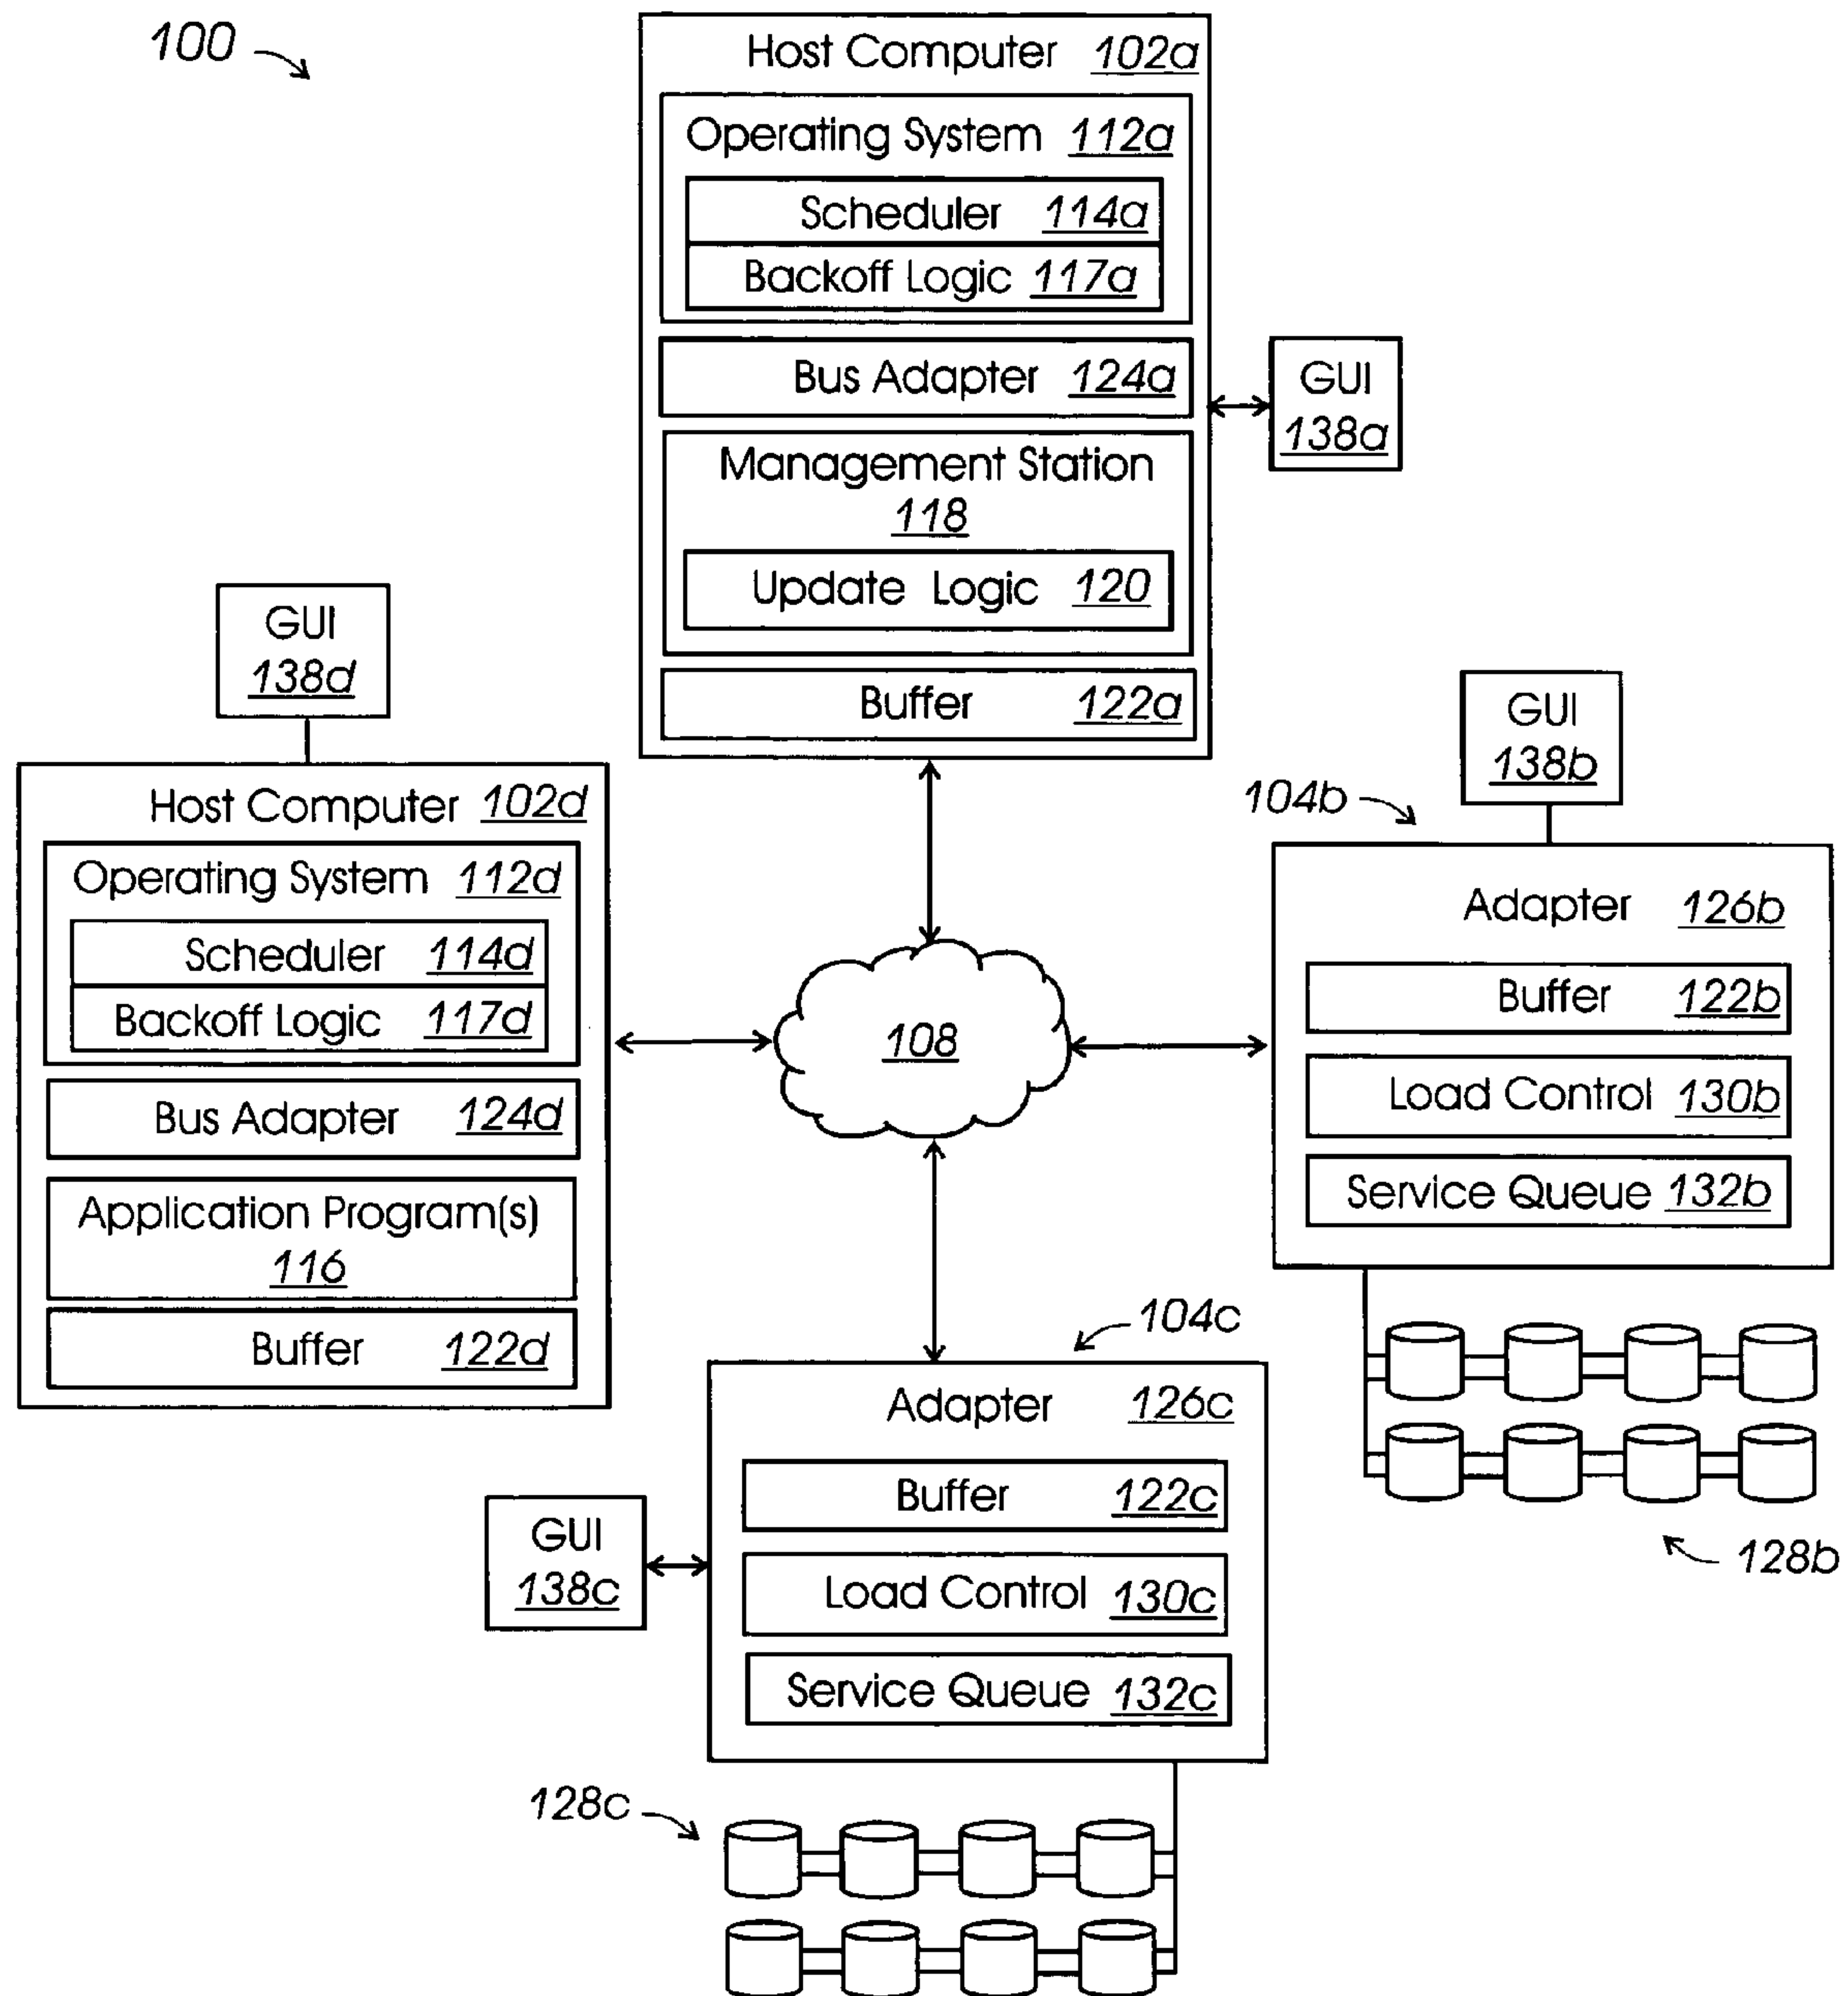 100
Host Computer 102a
Operating System 112a
Scheduler 114a
Backoff Logic 117a
Bus Adapter 124a
Management Station
118
Update Logic 120
Buffer 122a
GUI
138a
GUI
138d
Host Computer 102d
Operating System 112d
Scheduler 114d
Backoff Logic 117d
Bus Adapter 124d
Application Program(s)
116
Buffer 122d
108
GUI
138b
104b
Adapter 126b
Buffer 122b
Load Control 130b
Service Queue 132b
128b
104c
Adapter 126c
Buffer 122c
Load Control 130c
Service Queue 132c
GUI
138c
128c